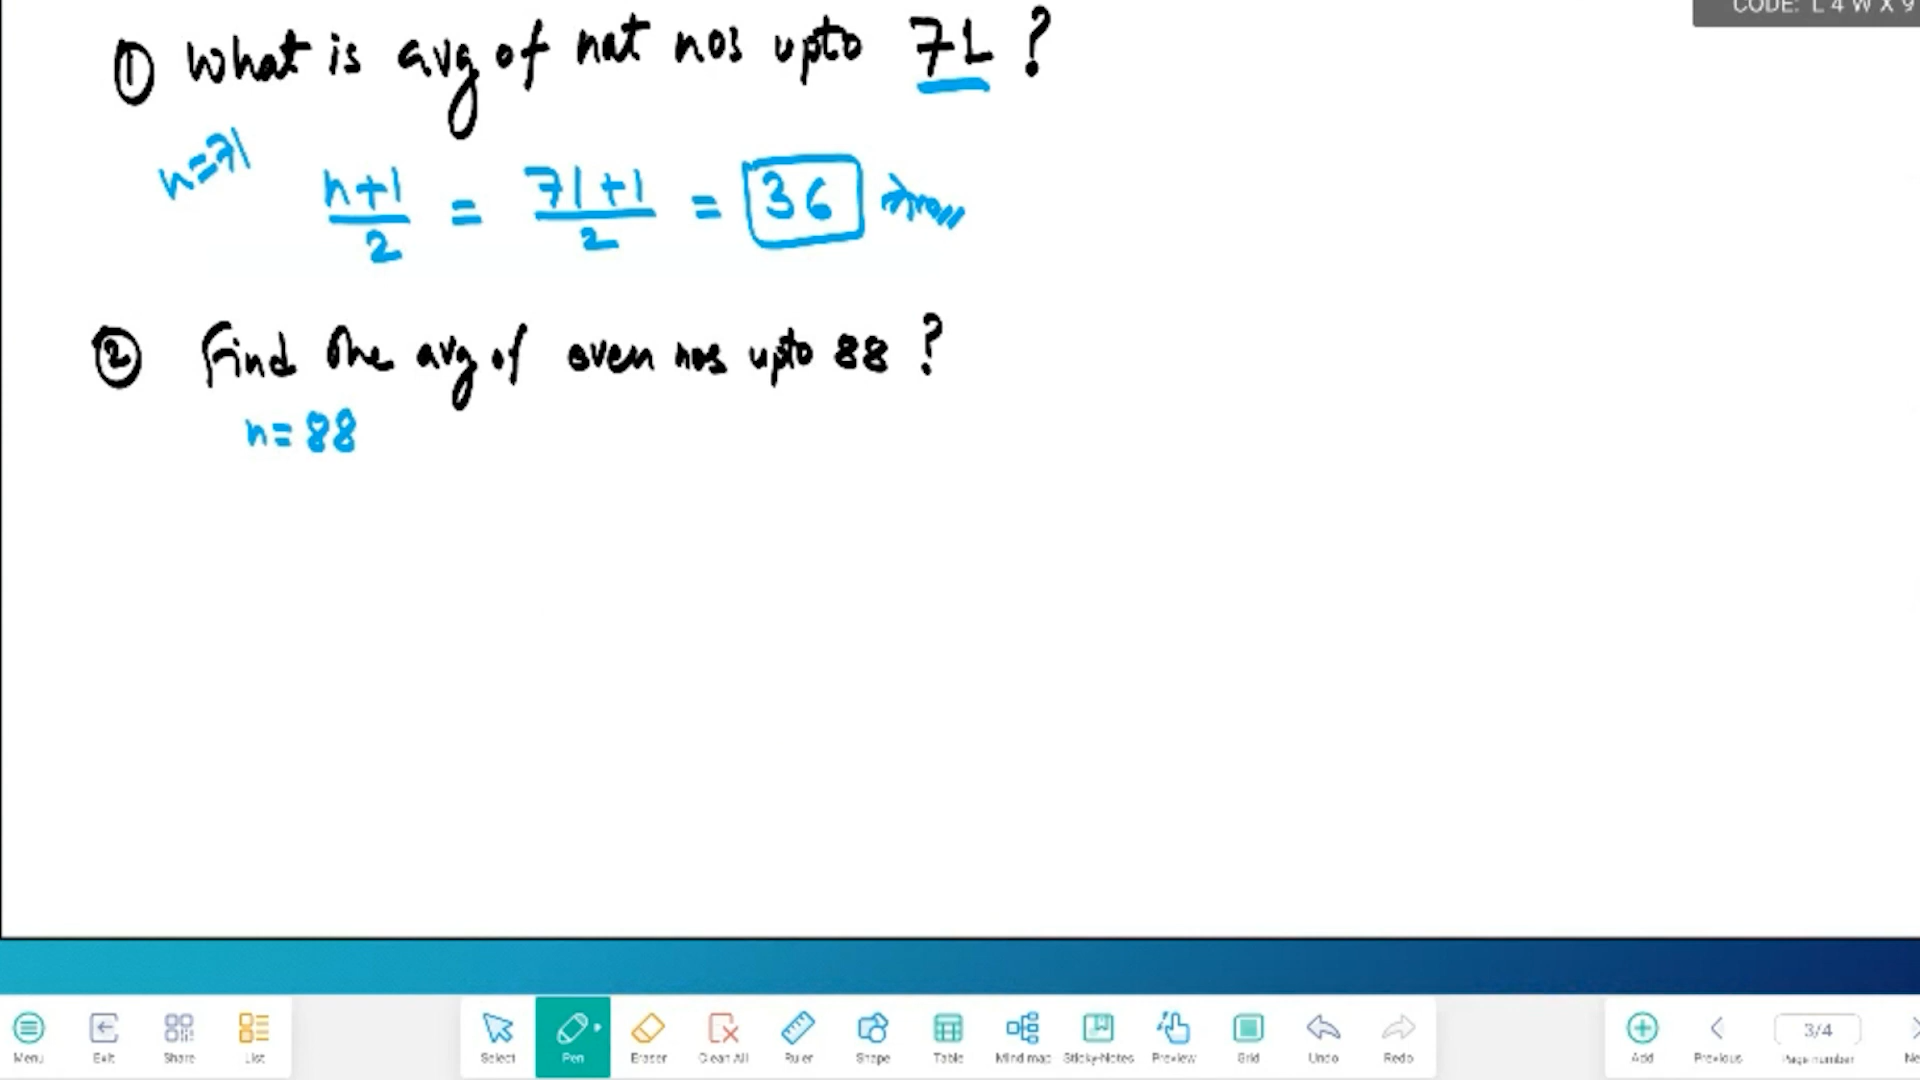 CODE: L 4 W X 9
① What is avg of nat nos upto 71 ?
n=71
n+1/2 = 71+1/2 = 36
② Find the avg of even nos upto 88 ?
n= 88
Menu Exit Share List Select Pen Eraser Clean All Ruler Shape Table Mind map Sticky-Notes Preview Grid Undo Redo Add Previous 3/4 Page number Ne